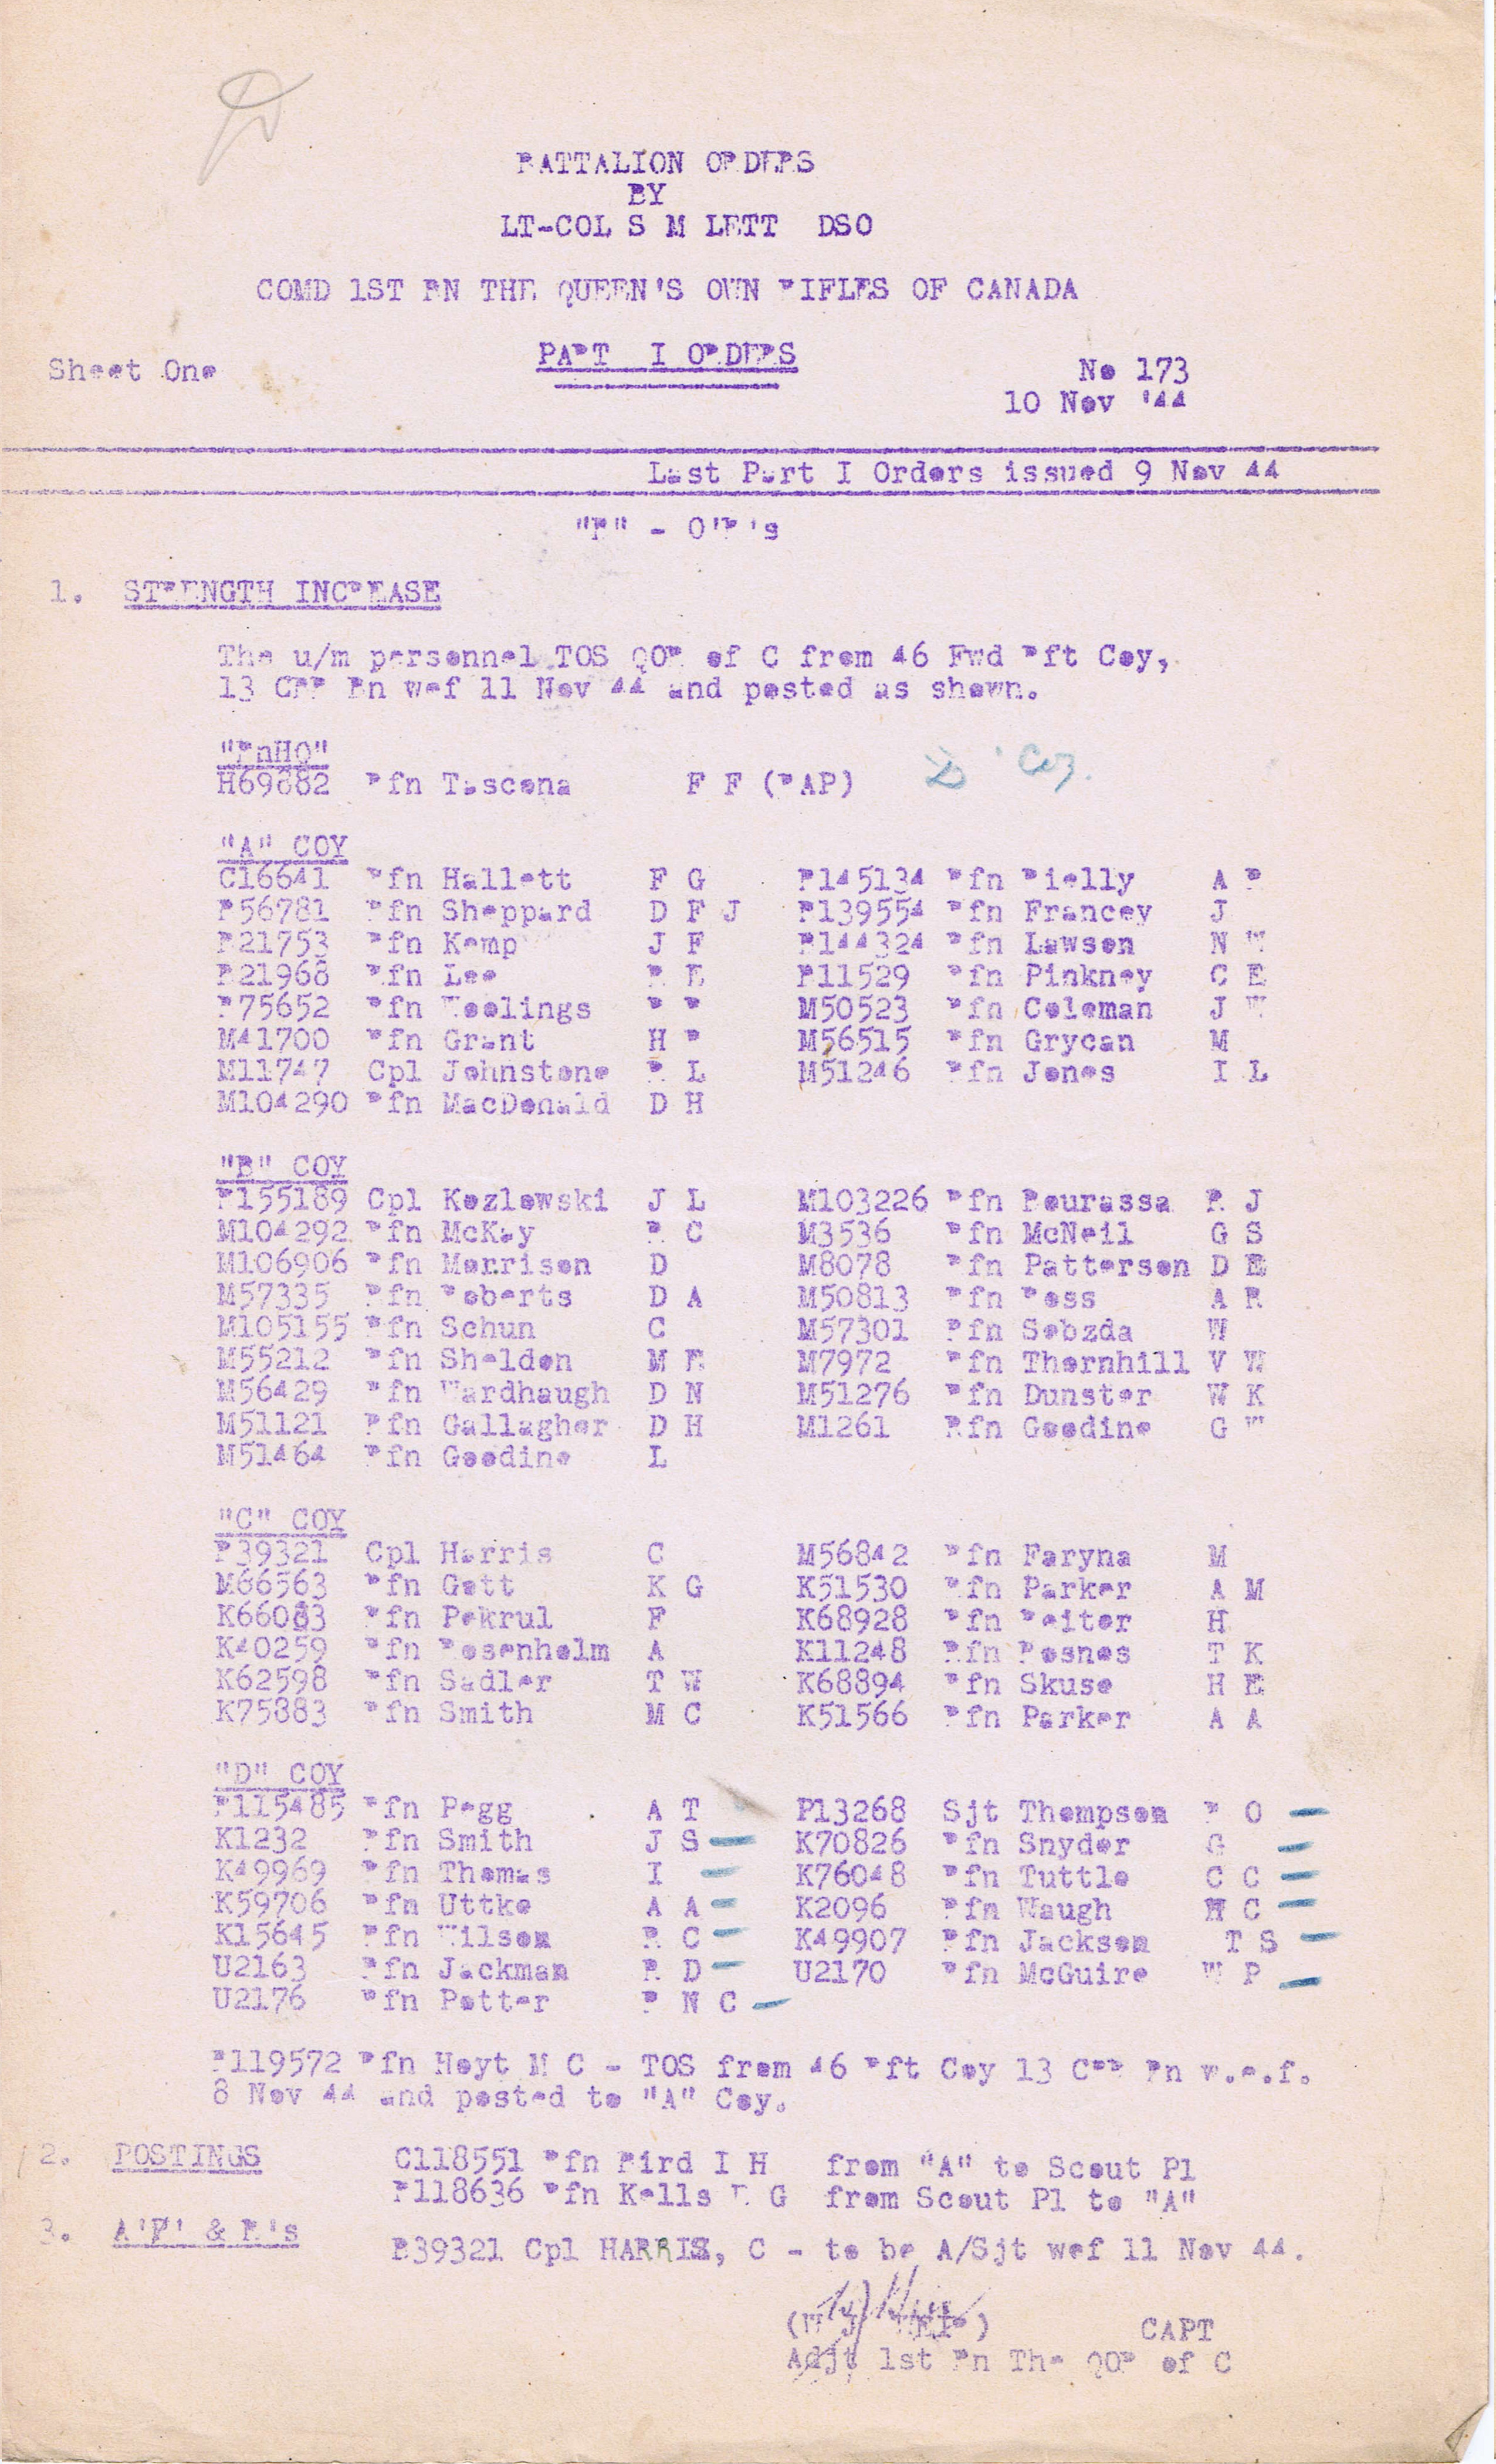 BATTALION ORDERS
BY
LT-COL S M LETT DSO
COMD 1ST BN THE QUEEN'S OWN RIFLES OF CANADA
Sheet One PART I ORDERS No 173
10 Nov '44
Last Part I Orders issued 9 Nov 44
"R" - O'R's
1. STRENGTH INCREASE
The u/m personnel TOS QOR of C from 46 Fwd Rft Coy,
13 CBR Bn wef 11 Nov 44 and posted as shown.
"BnHQ"
H69882 Rfn Tascona F F (RAP) D Coy.
"A" COY
C16641 Rfn Hallett F G B145134 Rfn Rielly A R
B56781 Rfn Sheppard D F J B139554 Rfn Francey J
B21753 Rfn Kemp J F B144324 Rfn Lawson N W
B21968 Rfn Lee R E B11529 Rfn Pinkney C E
B75652 Rfn Woolings M50523 Rfn Coleman J W
M41700 Rfn Grant H M56515 Rfn Grycan M
M11747 Cpl Johnstone R L M51246 Rfn Jones I L
M104290 Rfn MacDonald D H
"B" COY
B155189 Cpl Kozlowski J L M103226 Rfn Bourassa R J
M104292 Rfn McKay R C M3536 Rfn McNeil G S
M106906 Rfn Morrison D M8078 Rfn Patterson D E
M57335 Rfn Roberts D A M50813 Rfn Ross A R
M105155 Rfn Schun C M57301 Rfn Sobzda W
M55212 Rfn Sheldon M E M7972 Rfn Thornhill V W
M56429 Rfn Wardhaugh D N M51276 Rfn Dunster W K
M51121 Rfn Gallagher D H M1261 Rfn Goodine G W
M51464 Rfn Goodine L
"C" COY
B39321 Cpl Harris C M56842 Rfn Faryna M
M66563 Rfn Gott K G K51530 Rfn Parker A M
Rfn Pekrul F K68928 Rfn Reiter H
K40259 Rfn Rosenholm A K11248 Rfn Rosnes T K
K62598 Rfn Sadler T W K68894 Rfn Skuse H E
K75883 Rfn Smith M C K51566 Rfn Parker A A
"D" COY
B115485 Rfn Pegg A T P13268 Sjt Thompson O
K1232 Rfn Smith J S K70826 Rfn Snyder G
K49969 Rfn Thomas I K76048 Rfn Tuttle C C
K59706 Rfn Uttke A A K2096 Rfn Waugh C
K15645 Rfn Wilson R C K49907 Rfn Jackson T S
U2163 Rfn Jackman R D U2170 Rfn McGuire W P
U2176 Rfn Potter N C
B119572 Rfn Hoyt M C - TOS from 46 Rft Coy 13 CBR Bn w.e.f.
8 Nov 44 and posted to "A" Coy.
2. POSTINGS C118551 Rfn Bird I H from "A" to Scout Pl
B118636 Rfn Kells G from Scout Pl to "A"
3. A'P' & R's B39321 Cpl HARRIS, C - to be A/Sjt wef 11 Nov 44.
CAPT
Adjt 1st Bn The QOR of C